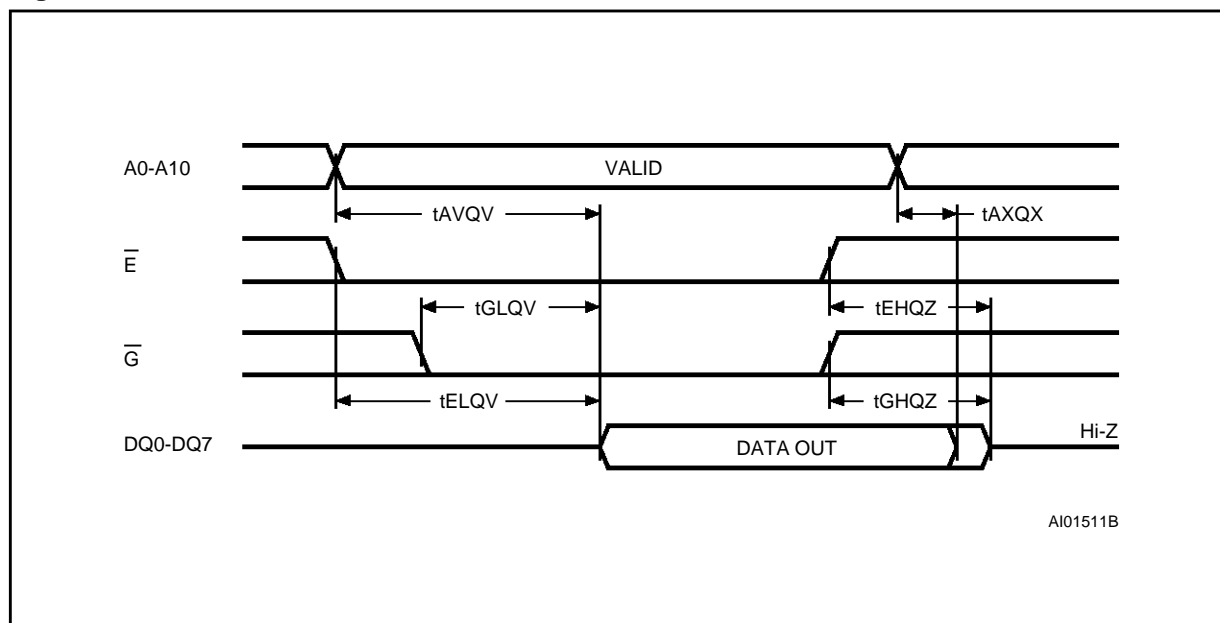 A0-A10
VALID
tAVQV
tAXQX
E̅
tGLQV
tEHQZ
G̅
tELQV
tGHQZ
DQ0-DQ7
DATA OUT
Hi-Z
AI01511B